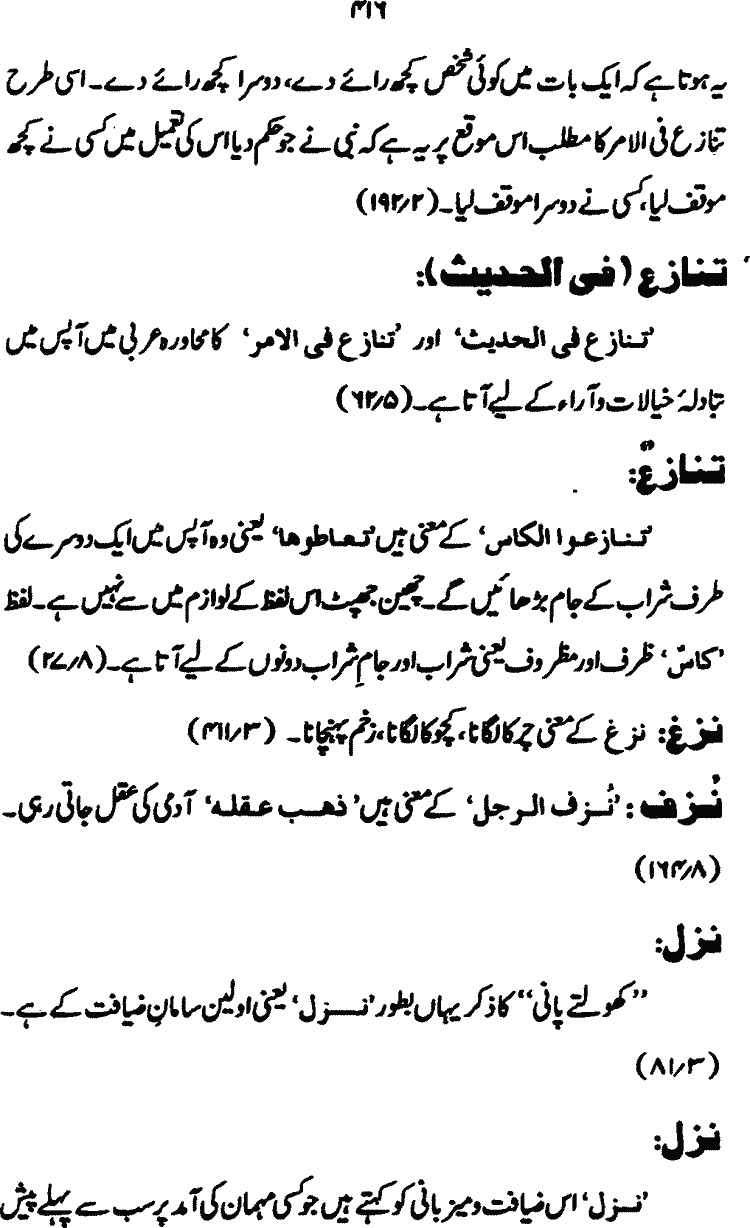 ۴۱۶
یہ ہوتا ہے کہ ایک بات میں کوئی شخص کچھ رائے دے، دوسرا کچھ رائے دے۔ اسی طرح
تنازع فی الامر کا مطلب اس موقع پر یہ ہے کہ نبی نے جو حکم دیا اس کی تعمیل میں کسی نے کچھ
موقف لیا، کسی نے دوسرا موقف لیا۔ (۱۹۲/۲)
تنازع (فی الحدیث):
'تنازع فی الحدیث' اور 'تنازع فی الامر' کا محاورہ عربی میں آپس میں
تبادلۂ خیالات و آراء کے لیے آتا ہے۔ (۶۲/۵)
تنازعٌ:
'تنازعوا الکاس' کے معنی ہیں 'تعاطوھا' یعنی وہ آپس میں ایک دوسرے کی
طرف شراب کے جام بڑھائیں گے۔ چھین جھپٹ اس لفظ کے لوازم میں سے نہیں ہے۔ لفظ
'کاسٌ' ظرف اور مظروف یعنی شراب اور جامِ شراب دونوں کے لیے آتا ہے۔ (۲۷/۸)
نزغ: نزغ کے معنی چرکا لگانا، کچوکا لگانا، زخم پہنچانا۔ (۴۱۱/۳)
نُزف: 'نُزف الرجل' کے معنی ہیں 'ذھب عقلہ' آدمی کی عقل جاتی رہی۔
(۱۶۴/۸)
نزل:
"کھولتے پانی" کا ذکر یہاں بطور 'نزل' یعنی اولین سامانِ ضیافت کے ہے۔
(۸۱/۳)
نزل:
'نزل' اس ضیافت و میزبانی کو کہتے ہیں جو کسی مہمان کی آمد پر سب سے پہلے پیش